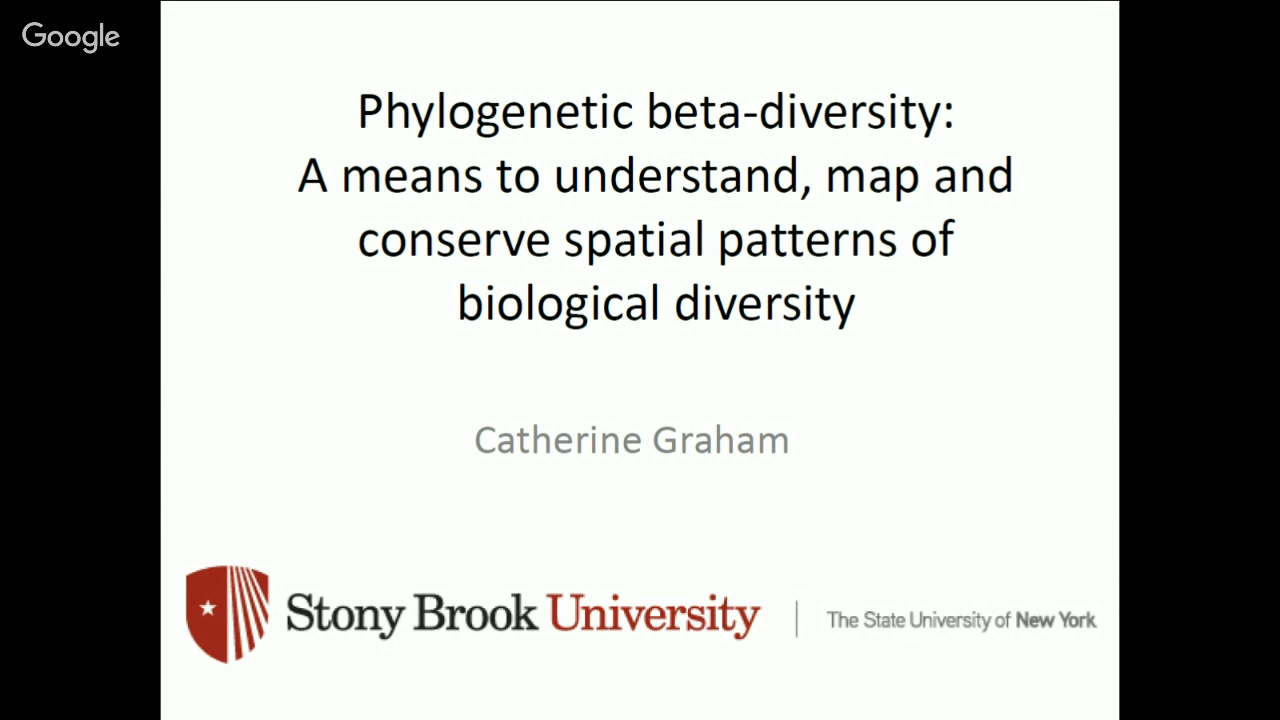 Google
Phylogenetic beta-diversity:
A means to understand, map and
conserve spatial patterns of
biological diversity
Catherine Graham
Stony Brook University | The State University of New York